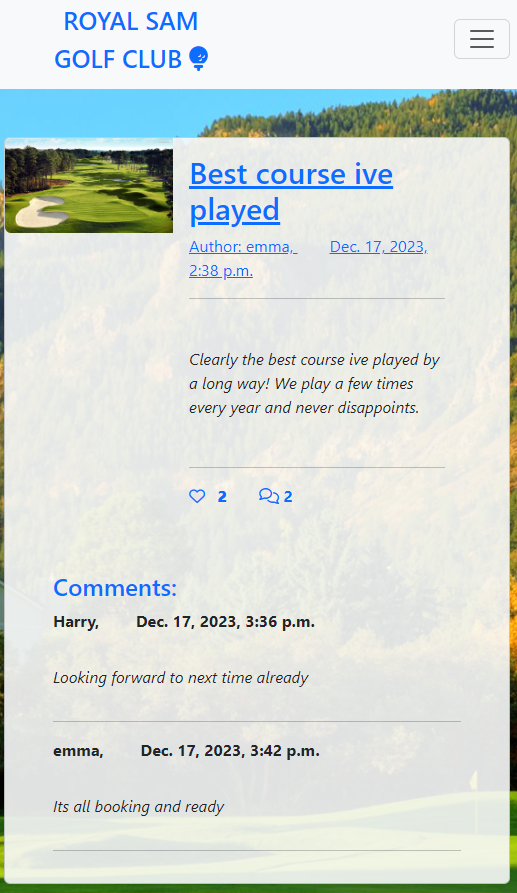 ROYAL SAM
GOLF CLUB
Best course ive
played
Author: emma, Dec. 17, 2023,
2:38 p.m.
Clearly the best course ive played by
a long way! We play a few times
every year and never disappoints.
2 2
Comments:
Harry, Dec. 17, 2023, 3:36 p.m.
Looking forward to next time already
emma, Dec. 17, 2023, 3:42 p.m.
Its all booking and ready